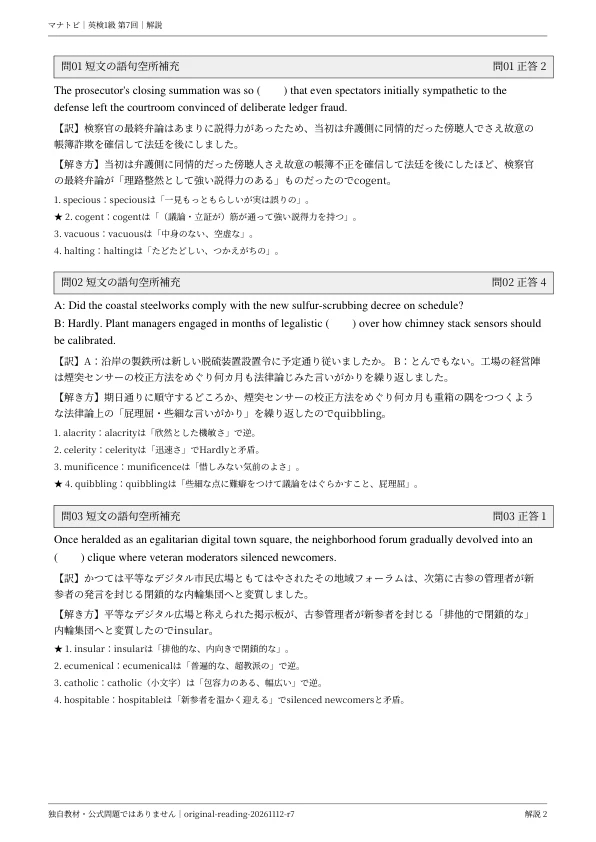 マナトビ｜英検1級 第7回｜解説
問01 短文の語句空所補充 問01 正答 2
The prosecutor's closing summation was so (　　) that even spectators initially sympathetic to the
defense left the courtroom convinced of deliberate ledger fraud.
【訳】検察官の最終弁論はあまりに説得力があったため、当初は弁護側に同情的だった傍聴人でさえ故意の
帳簿詐欺を確信して法廷を後にしました。
【解き方】当初は弁護側に同情的だった傍聴人さえ故意の帳簿不正を確信して法廷を後にしたほど、検察官
の最終弁論が「理路整然として強い説得力のある」ものだったのでcogent。
1. specious：speciousは「一見もっともらしいが実は誤りの」。
★ 2. cogent：cogentは「（議論・立証が）筋が通って強い説得力を持つ」。
3. vacuous：vacuousは「中身のない、空虚な」。
4. halting：haltingは「たどたどしい、つかえがちの」。
問02 短文の語句空所補充 問02 正答 4
A: Did the coastal steelworks comply with the new sulfur-scrubbing decree on schedule?
B: Hardly. Plant managers engaged in months of legalistic (　　) over how chimney stack sensors should
be calibrated.
【訳】A：沿岸の製鉄所は新しい脱硫装置設置令に予定通り従いましたか。 B：とんでもない。工場の経営陣
は煙突センサーの校正方法をめぐり何カ月も法律論じみた言いがかりを繰り返しました。
【解き方】期日通りに順守するどころか、煙突センサーの校正方法をめぐり何カ月も重箱の隅をつつくよう
な法律論上の「屁理屈・些細な言いがかり」を繰り返したのでquibbling。
1. alacrity：alacrityは「欣然とした機敏さ」で逆。
2. celerity：celerityは「迅速さ」でHardlyと矛盾。
3. munificence：munificenceは「惜しみない気前のよさ」。
★ 4. quibbling：quibblingは「些細な点に難癖をつけて議論をはぐらかすこと、屁理屈」。
問03 短文の語句空所補充 問03 正答 1
Once heralded as an egalitarian digital town square, the neighborhood forum gradually devolved into an
(　　) clique where veteran moderators silenced newcomers.
【訳】かつては平等なデジタル市民広場ともてはやされたその地域フォーラムは、次第に古参の管理者が新
参者の発言を封じる閉鎖的な内輪集団へと変質しました。
【解き方】平等なデジタル広場と称えられた掲示板が、古参管理者が新参者を封じる「排他的で閉鎖的な」
内輪集団へと変質したのでinsular。
★ 1. insular：insularは「排他的な、内向きで閉鎖的な」。
2. ecumenical：ecumenicalは「普遍的な、超教派の」で逆。
3. catholic：catholic（小文字）は「包容力のある、幅広い」で逆。
4. hospitable：hospitableは「新参者を温かく迎える」でsilenced newcomersと矛盾。
独自教材・公式問題ではありません｜original-reading-20261112-r7 解説 2